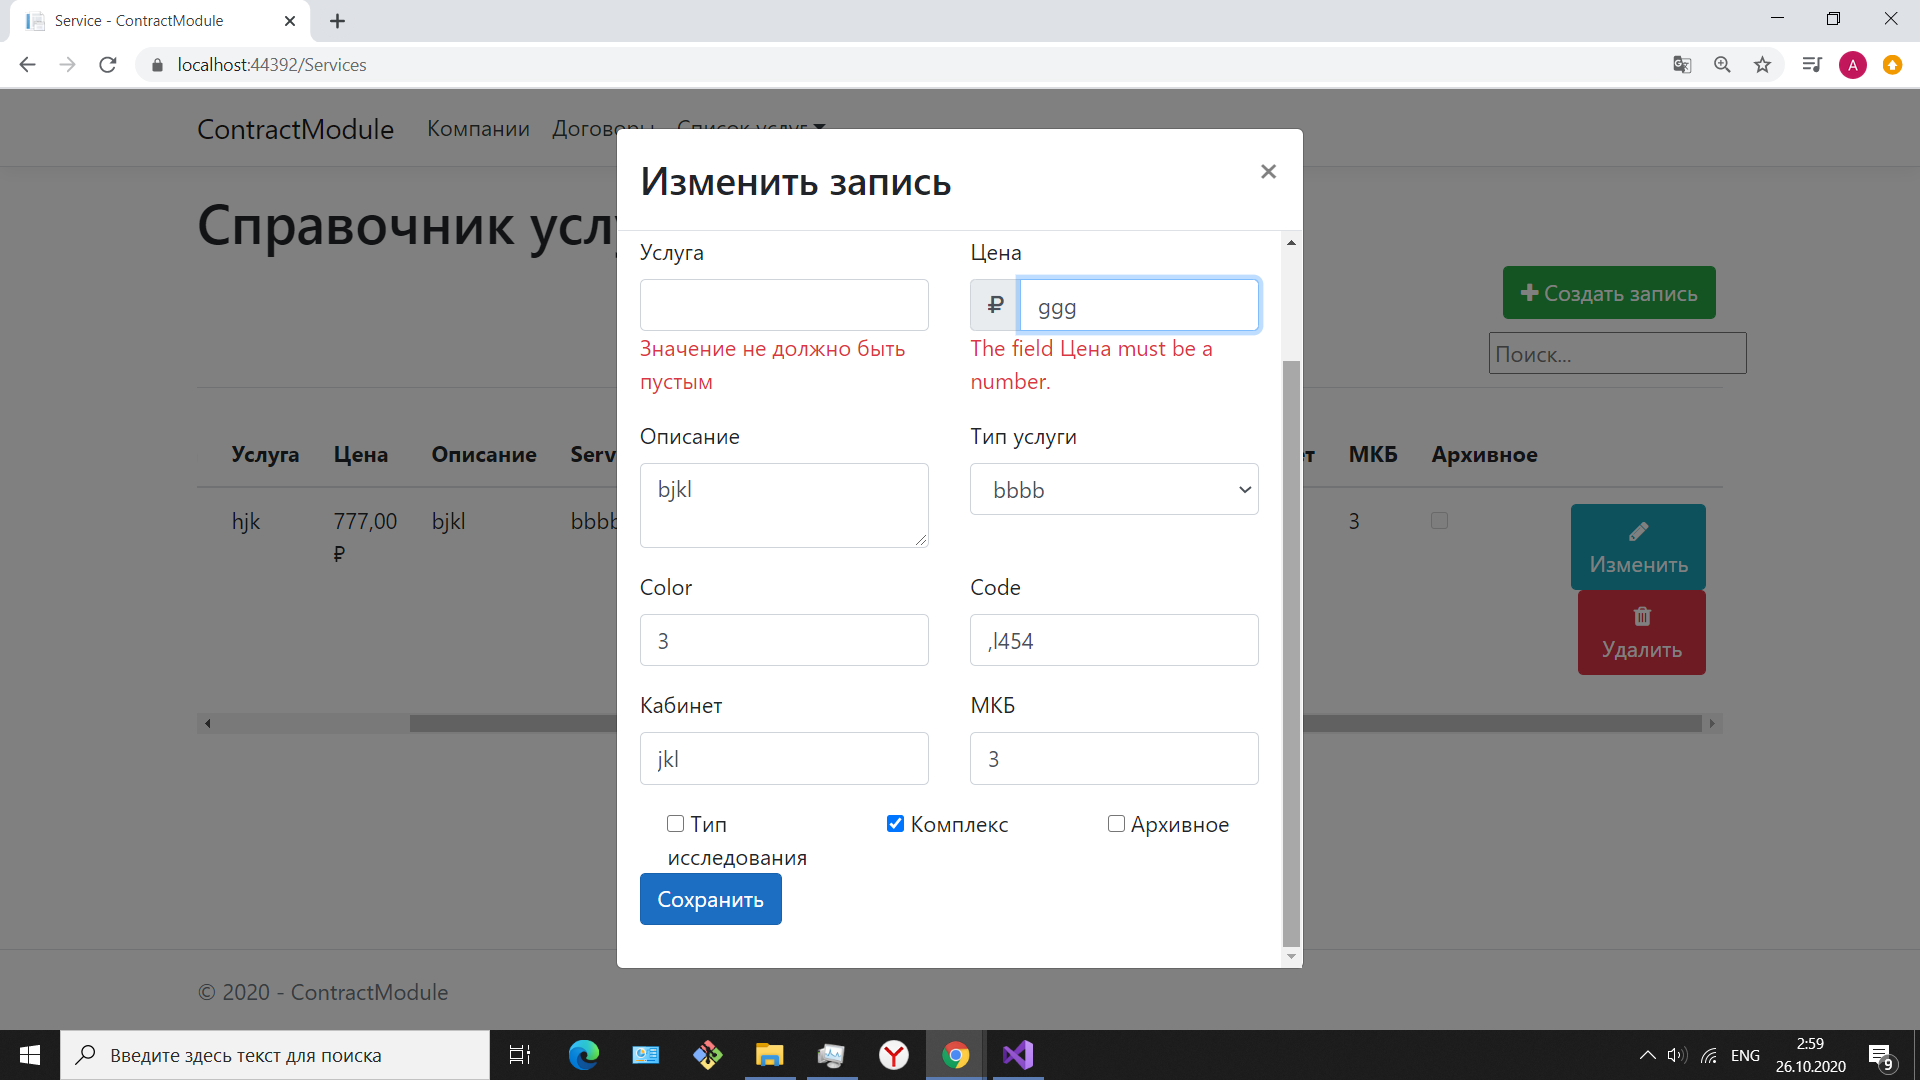 Service - ContractModule
localhost:44392/Services
A
ContractModule
Компании
Договоры
Список услуг
Изменить запись
×
Справочник усл
Создать запись
Поиск...
Услуга
Цена
ggg
Значение не должно быть
пустым
The field Цена must be a
number.
Описание
Тип услуги
bjkl
bbbb
Услуга Цена Описание Serv т МКБ Архивное
hjk 777,00 bjkl bbbb 3
₽
Изменить
Удалить
Color
Code
3
,l454
Кабинет
МКБ
jkl
3
Тип
исследования
Комплекс
Архивное
Сохранить
© 2020 - ContractModule
Введите здесь текст для поиска
ENG
2:59
26.10.2020
9